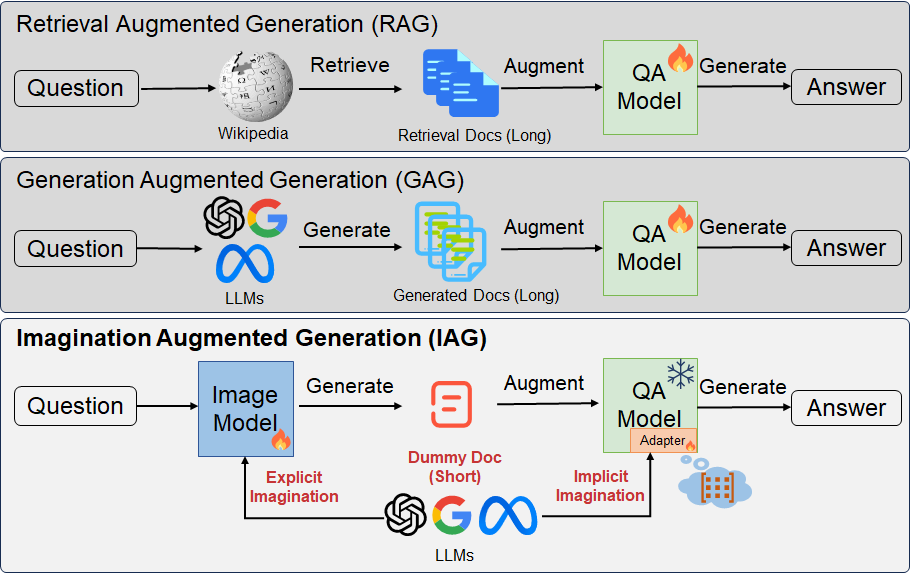 Retrieval Augmented Generation (RAG)
Question
Wikipedia
Retrieve
Retrieval Docs (Long)
Augment
QA
Model
Generate
Answer
Generation Augmented Generation (GAG)
Question
LLMs
Generate
Generated Docs (Long)
Augment
QA
Model
Generate
Answer
Imagination Augmented Generation (IAG)
Question
Image
Model
Generate
Dummy Doc
(Short)
Augment
QA
Model
Adapter
Generate
Answer
Explicit
Imagination
Implicit
Imagination
LLMs